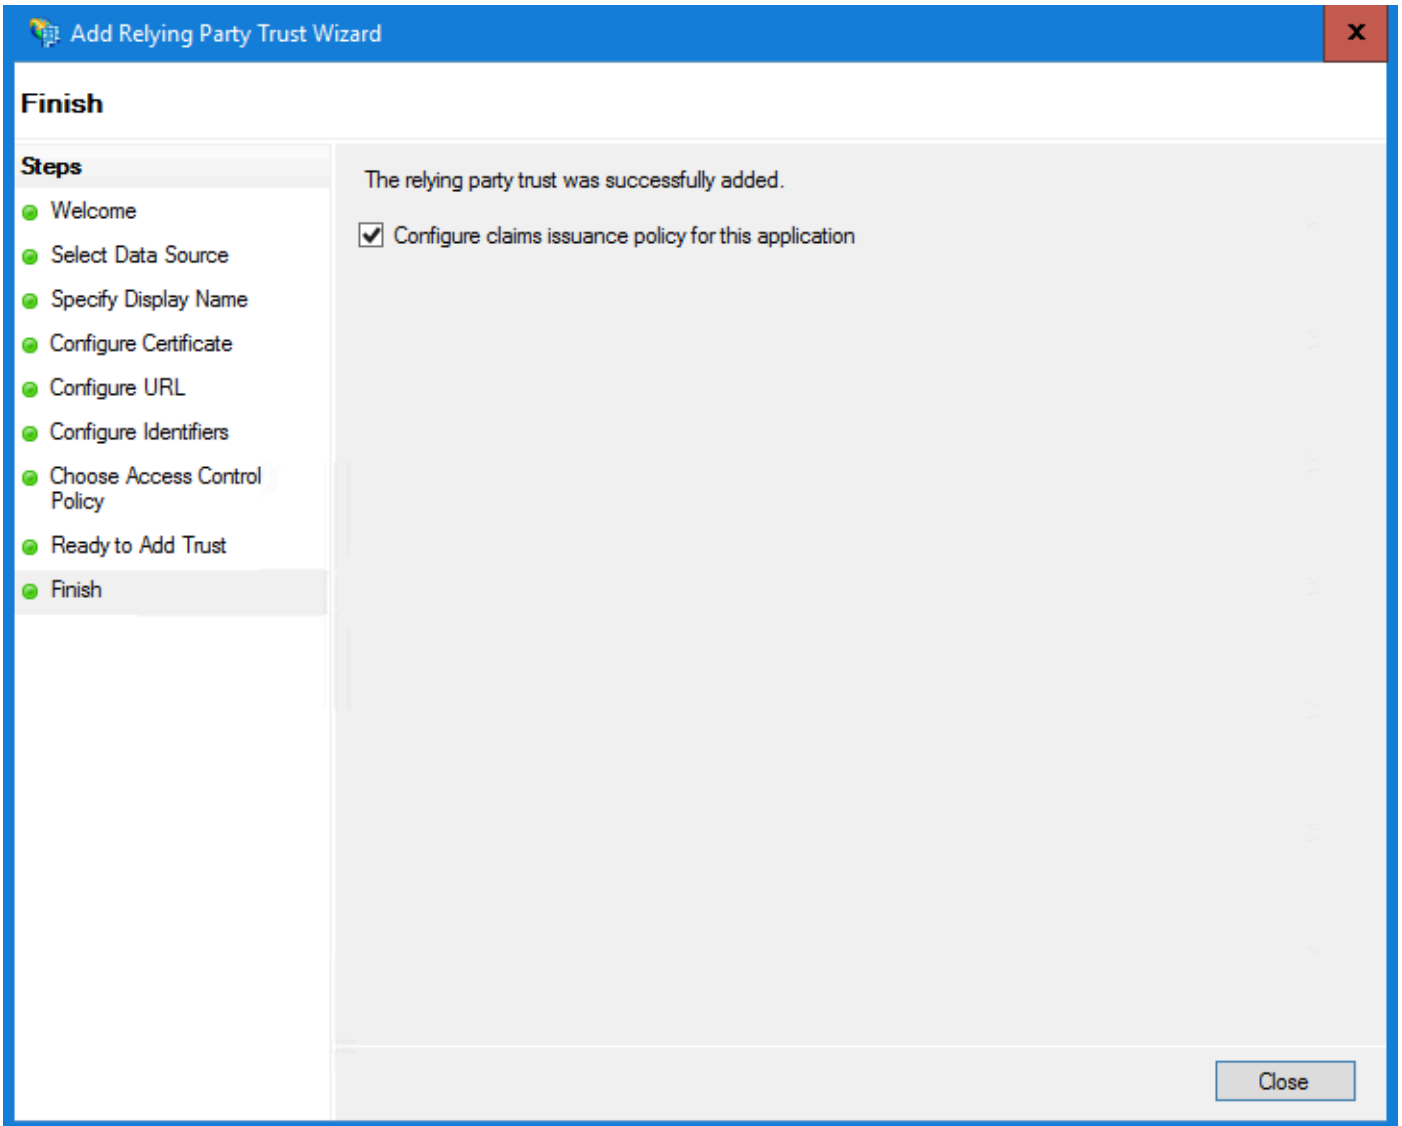 Add Relying Party Trust Wizard
x
Finish
Steps
Welcome
Select Data Source
Specify Display Name
Configure Certificate
Configure URL
Configure Identifiers
Choose Access Control
Policy
Ready to Add Trust
Finish
The relying party trust was successfully added.
Configure claims issuance policy for this application
Close